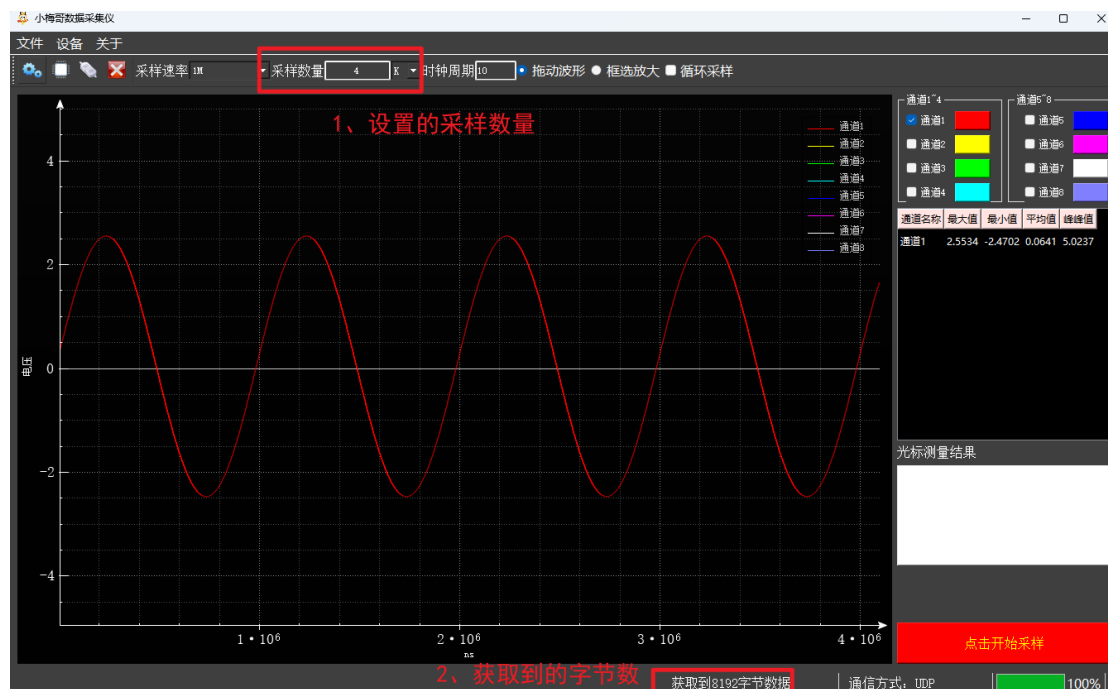 小梅哥数据采集仪
文件 设备 关于
采样速率 1M 采样数量 4 K 时钟周期 10 拖动波形 框选放大 循环采样
1、设置的采样数量
通道1
通道2
通道3
通道4
通道5
通道6
通道7
通道8
4
2
0
-2
-4
电压
1·10⁶ 2·10⁶ 3·10⁶ 4·10⁶
ns
通道1~4 通道5~8
通道1 通道5
通道2 通道6
通道3 通道7
通道4 通道8
通道名称 最大值 最小值 平均值 峰峰值
通道1 2.5534 -2.4702 0.0641 5.0237
光标测量结果
点击开始采样
2、获取到的字节数
获取到8192字节数据 通信方式: UDP 100%